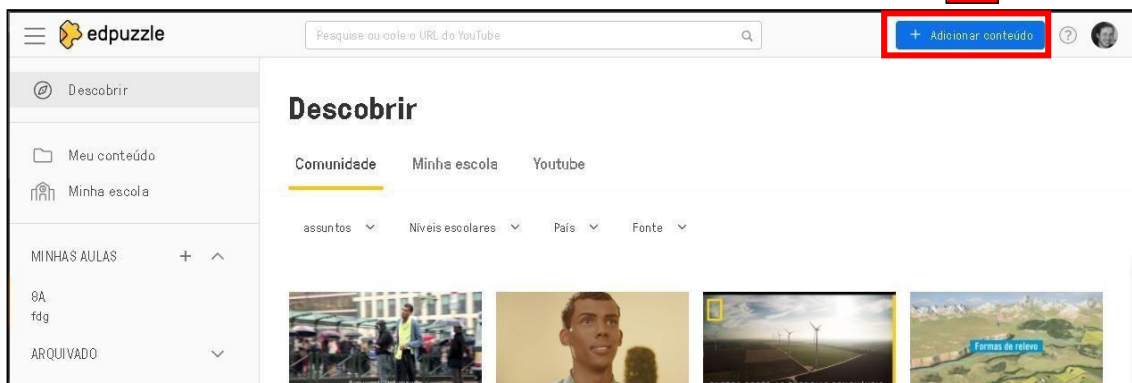 edpuzzle
Pesquise ou cole o URL do YouTube
+ Adicionar conteúdo
?
Descobrir
Meu conteúdo
Minha escola
MINHAS AULAS
8A
fdg
ARQUIVADO
Descobrir
Comunidade Minha escola Youtube
assuntos Níveis escolares País Fonte
Formas de relevo